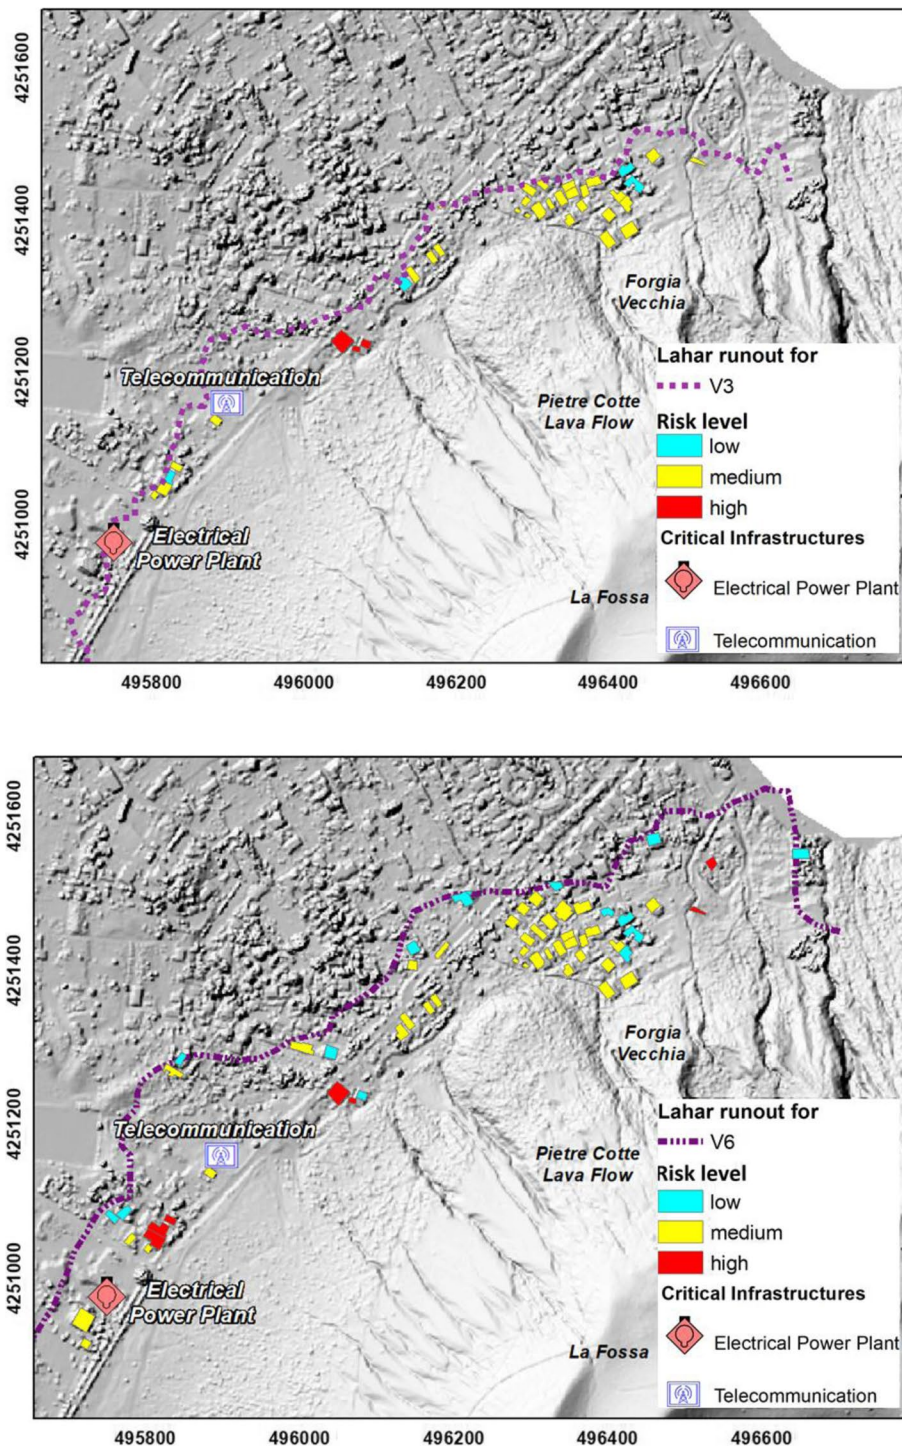 4251600
4251400
4251200
4251000
Forgia
Vecchia
Telecommunication
Pietre Cotte
Lava Flow
Electrical
Power Plant
La Fossa
Lahar runout for
V3
Risk level
low
medium
high
Critical Infrastructures
Electrical Power Plant
Telecommunication
495800 496000 496200 496400 496600
4251600
4251400
4251200
4251000
Forgia
Vecchia
Telecommunication
Pietre Cotte
Lava Flow
Electrical
Power Plant
La Fossa
Lahar runout for
V6
Risk level
low
medium
high
Critical Infrastructures
Electrical Power Plant
Telecommunication
495800 496000 496200 496400 496600